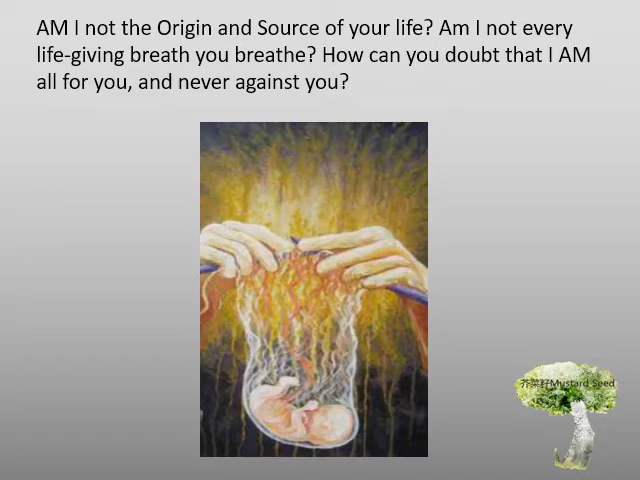 AM I not the Origin and Source of your life? Am I not every
life-giving breath you breathe? How can you doubt that I AM
all for you, and never against you?
芥菜籽Mustard Seed